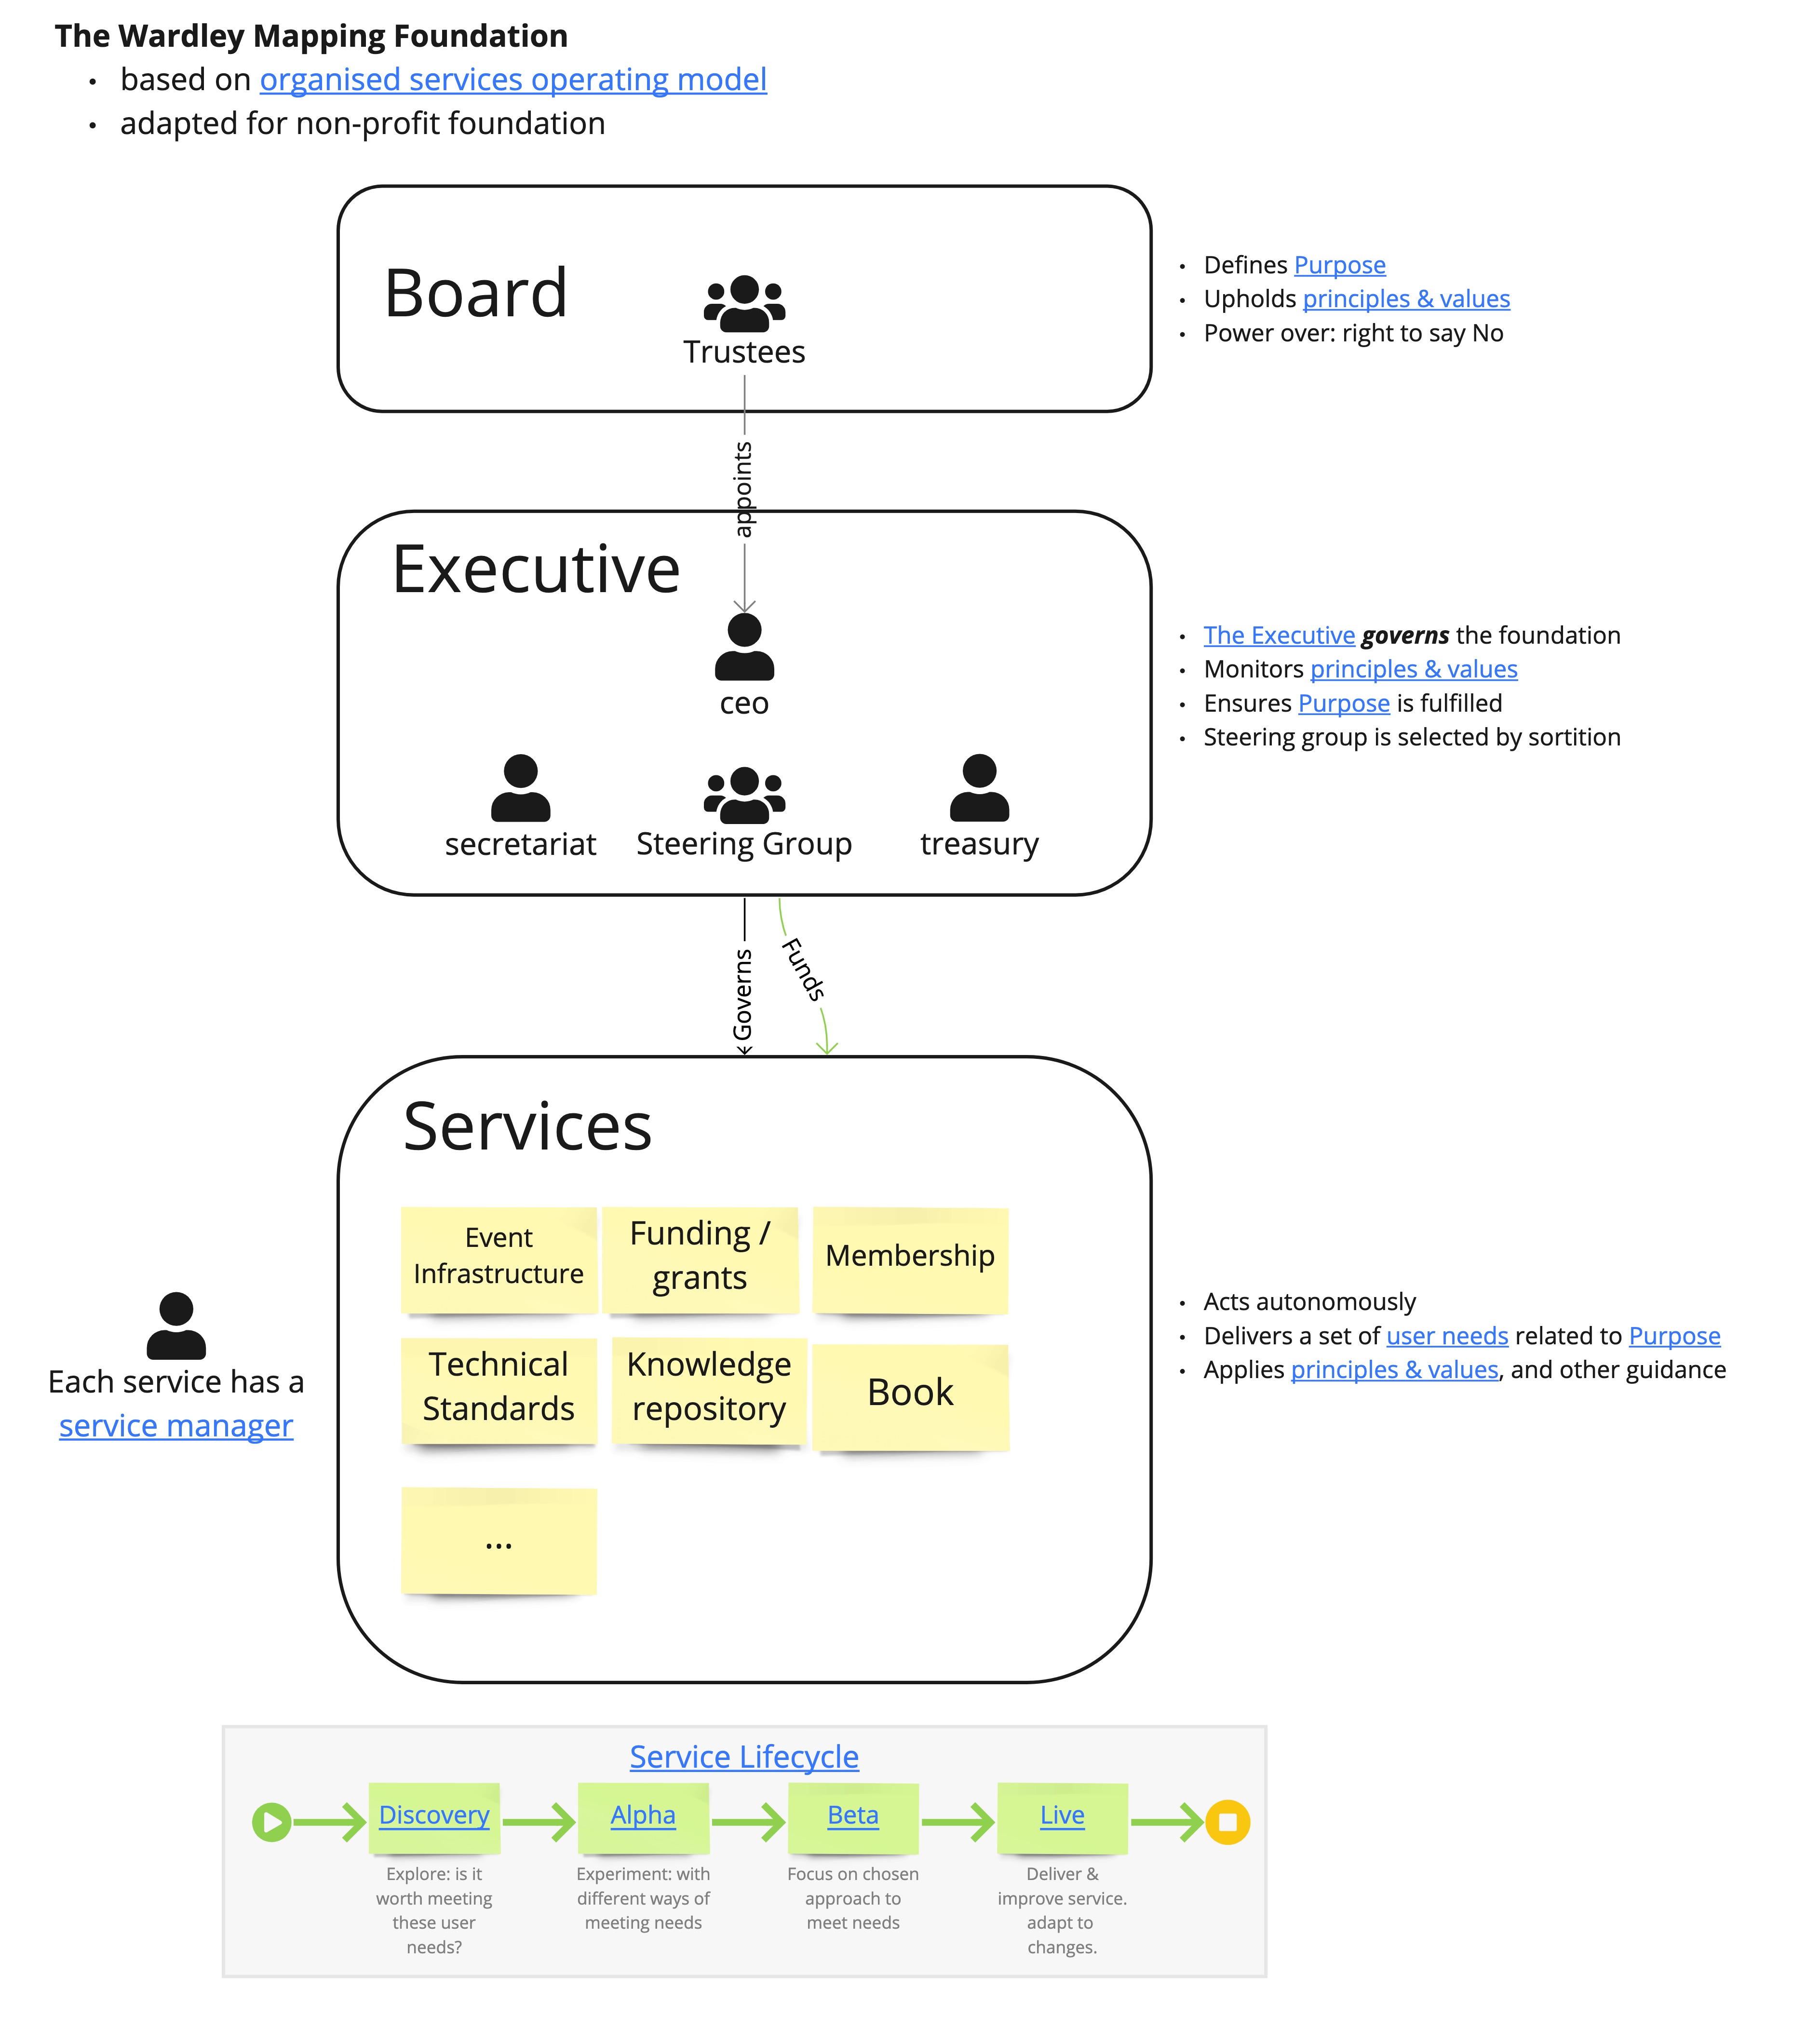 The Wardley Mapping Foundation
• based on organised services operating model
• adapted for non-profit foundation
Board
Trustees
• Defines Purpose
• Upholds principles & values
• Power over: right to say No
appoints
Executive
ceo
secretariat
Steering Group
treasury
• The Executive governs the foundation
• Monitors principles & values
• Ensures Purpose is fulfilled
• Steering group is selected by sortition
Governs
Funds
Services
Event
Infrastructure
Funding /
grants
Membership
Technical
Standards
Knowledge
repository
Book
...
Each service has a
service manager
• Acts autonomously
• Delivers a set of user needs related to Purpose
• Applies principles & values, and other guidance
Service Lifecycle
Discovery
Alpha
Beta
Live
Explore: is it
worth meeting
these user
needs?
Experiment: with
different ways of
meeting needs
Focus on chosen
approach to
meet needs
Deliver &
improve service.
adapt to
changes.